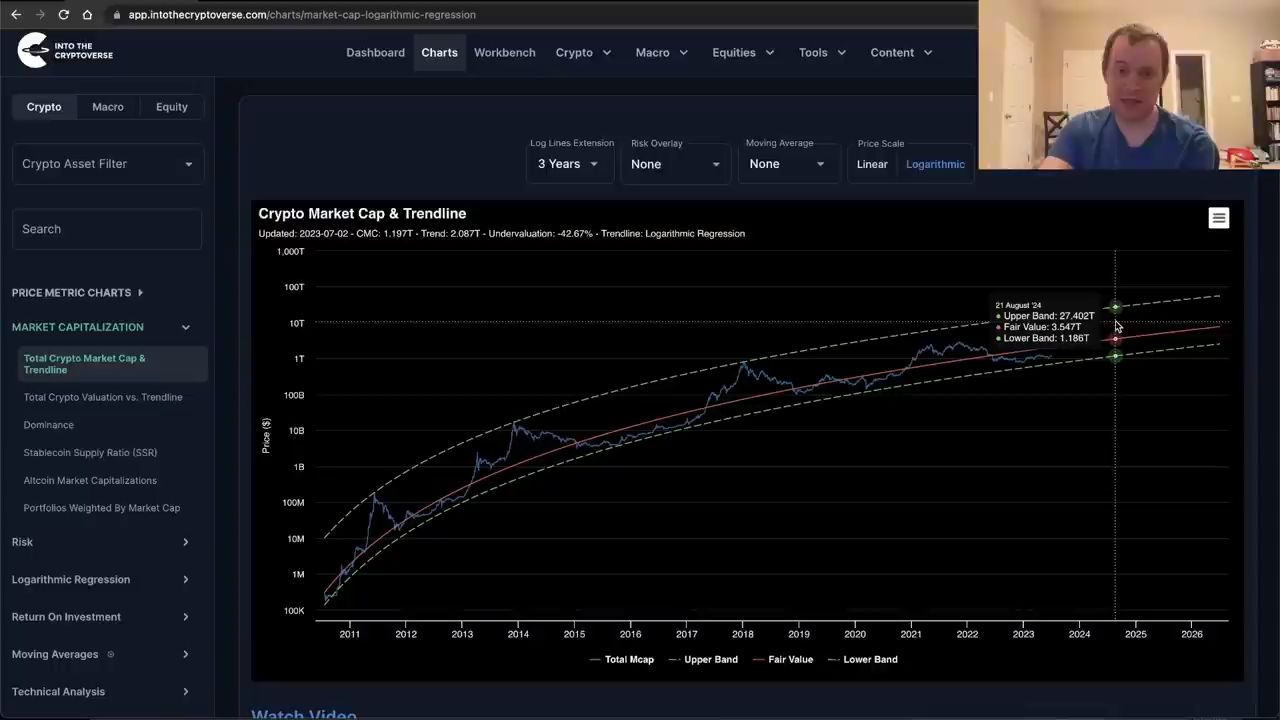 app.intothecryptoverse.com/charts/market-cap-logarithmic-regression
INTO THE
CRYPTOVERSE
Dashboard
Charts
Workbench
Crypto
Macro
Equities
Tools
Content
Crypto
Macro
Equity
Crypto Asset Filter
Search
PRICE METRIC CHARTS
MARKET CAPITALIZATION
Total Crypto Market Cap &
Trendline
Total Crypto Valuation vs. Trendline
Dominance
Stablecoin Supply Ratio (SSR)
Altcoin Market Capitalizations
Portfolios Weighted By Market Cap
Risk
Logarithmic Regression
Return On Investment
Moving Averages
Technical Analysis
Log Lines Extension
3 Years
Risk Overlay
None
Moving Average
None
Price Scale
Linear
Logarithmic
Crypto Market Cap & Trendline
Updated: 2023-07-02 - CMC: 1.197T - Trend: 2.087T - Undervaluation: -42.67% - Trendline: Logarithmic Regression
1,000T
100T
10T
1T
100B
10B
1B
100M
10M
1M
100K
Price ($)
21 August '24
Upper Band: 27.402T
Fair Value: 3.547T
Lower Band: 1.186T
2011
2012
2013
2014
2015
2016
2017
2018
2019
2020
2021
2022
2023
2024
2025
2026
Total Mcap
Upper Band
Fair Value
Lower Band
Watch Video